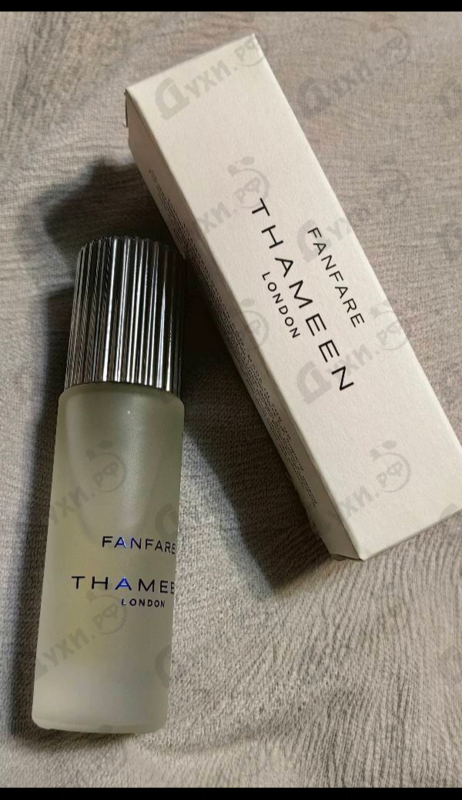 FANFARE
THAMEEN
LONDON
FANFARE
THAMEE
LONDON
Духи.рф